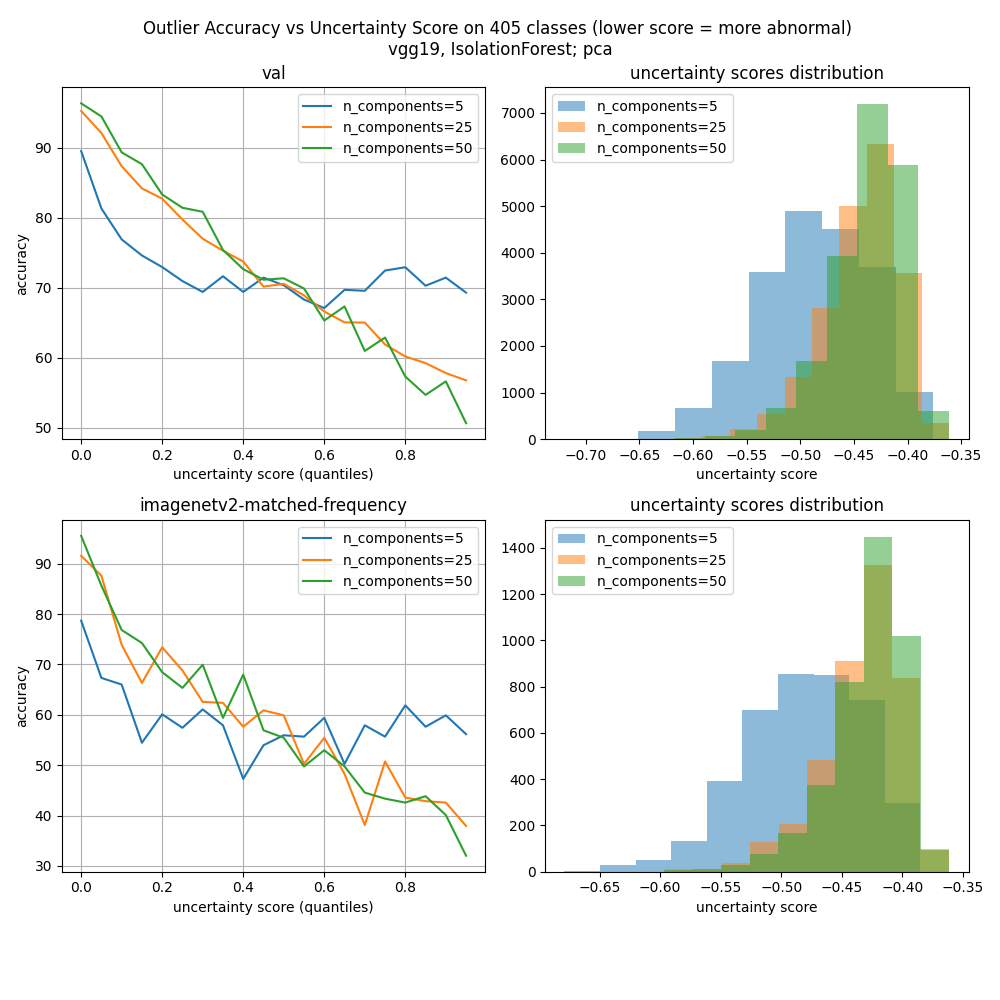 Outlier Accuracy vs Uncertainty Score on 405 classes (lower score = more abnormal)
vgg19, IsolationForest; pca
val
n_components=5
n_components=25
n_components=50
90
80
70
60
50
accuracy
0.0 0.2 0.4 0.6 0.8
uncertainty score (quantiles)
uncertainty scores distribution
n_components=5
n_components=25
n_components=50
7000
6000
5000
4000
3000
2000
1000
0
−0.70 −0.65 −0.60 −0.55 −0.50 −0.45 −0.40 −0.35
uncertainty score
imagenetv2-matched-frequency
n_components=5
n_components=25
n_components=50
90
80
70
60
50
40
30
accuracy
0.0 0.2 0.4 0.6 0.8
uncertainty score (quantiles)
uncertainty scores distribution
n_components=5
n_components=25
n_components=50
1400
1200
1000
800
600
400
200
0
−0.65 −0.60 −0.55 −0.50 −0.45 −0.40 −0.35
uncertainty score